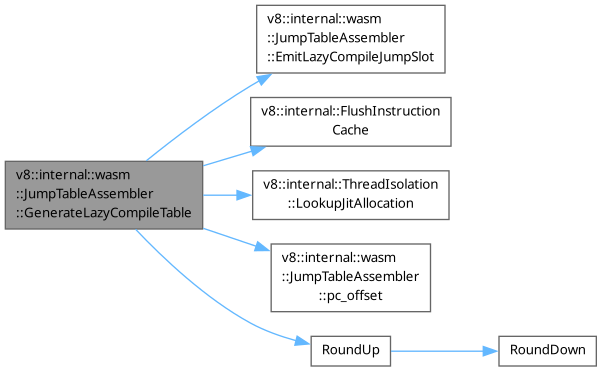 v8::internal::wasm
::JumpTableAssembler
::EmitLazyCompileJumpSlot
v8::internal::FlushInstruction
Cache
v8::internal::wasm
::JumpTableAssembler
::GenerateLazyCompileTable
v8::internal::ThreadIsolation
::LookupJitAllocation
v8::internal::wasm
::JumpTableAssembler
::pc_offset
RoundUp
RoundDown